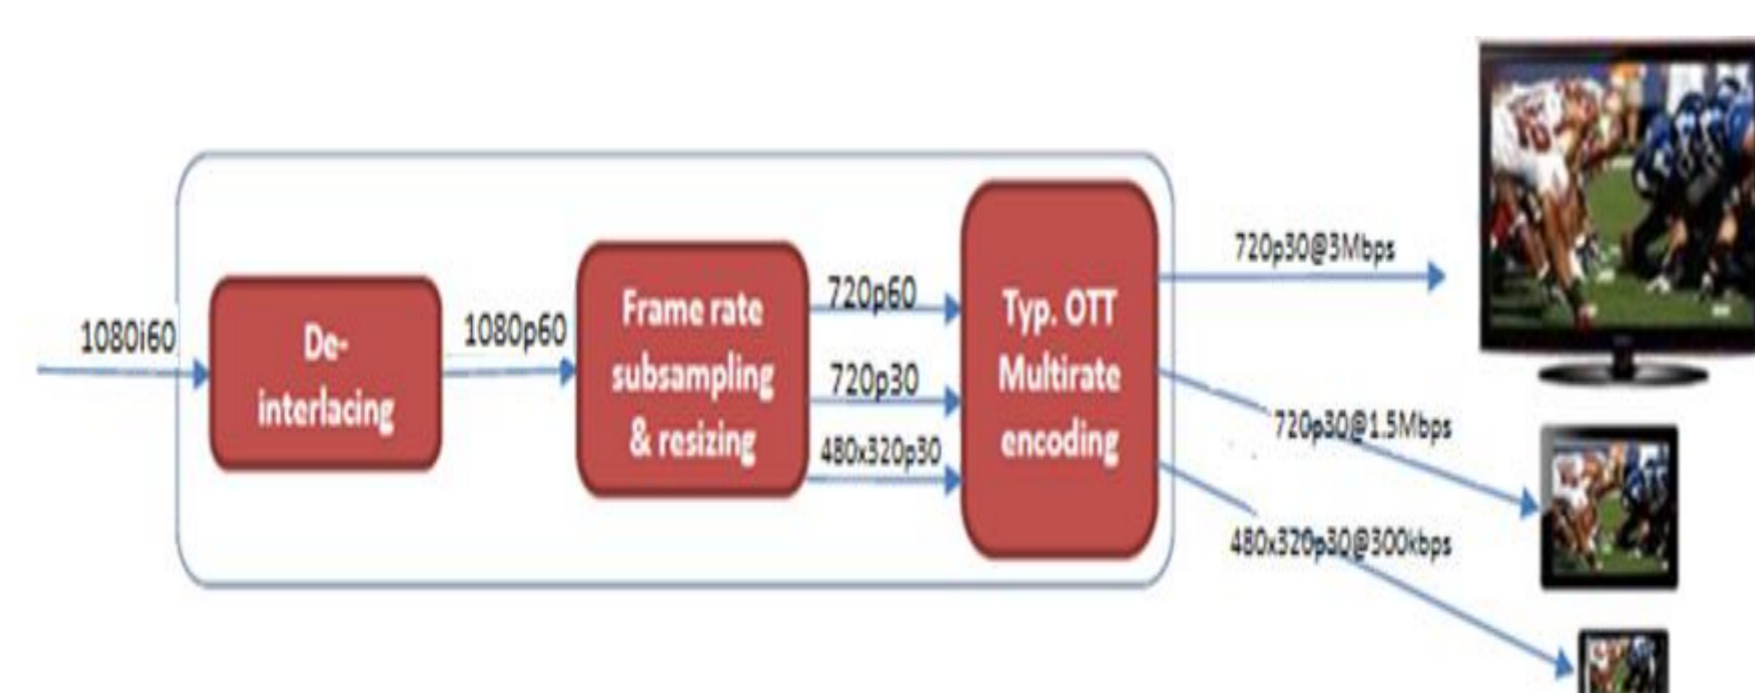 1080i60
De-
interlacing
1080p60
Frame rate
subsampling
& resizing
720p60
720p30
480x320p30
Typ. OTT
Multirate
encoding
720p30@3Mbps
720p30@1.5Mbps
480x320p30@300kbps